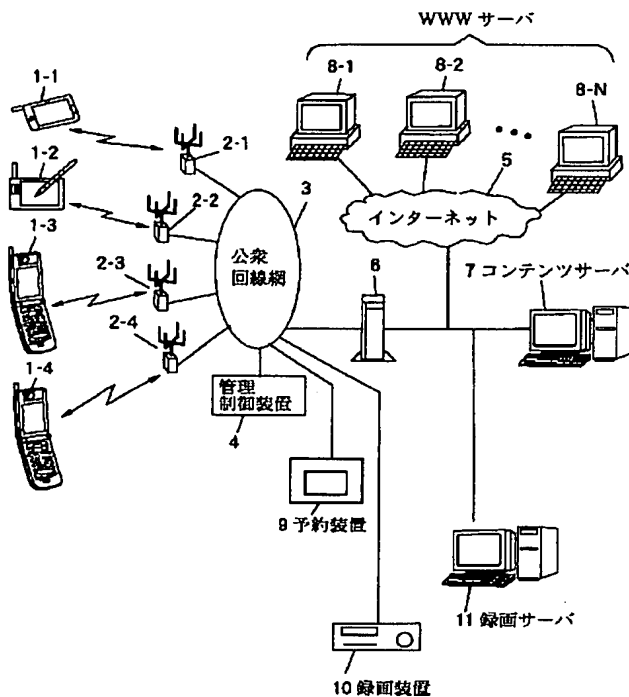 WWW サーバ
8-1
8-2
8-N
1-1
2-1
1-2
2-2
3
5
インターネット
1-3
2-3
公衆
回線網
6
7 コンテンツサーバ
2-4
1-4
管理
制御装置
4
9 予約装置
11 録画サーバ
10 録画装置